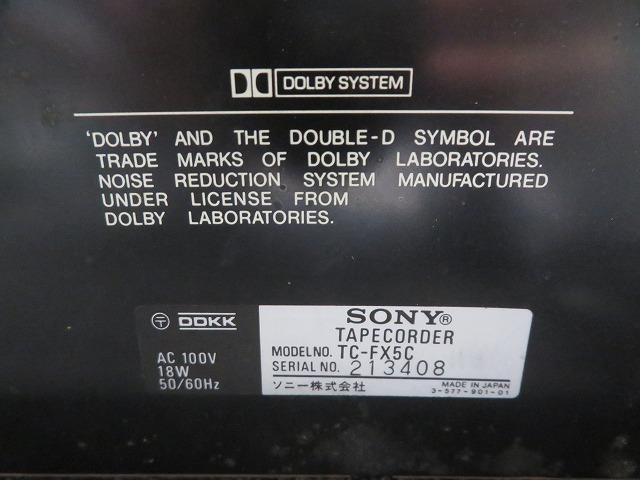 DOLBY SYSTEM
'DOLBY' AND THE DOUBLE-D SYMBOL ARE
TRADE MARKS OF DOLBY LABORATORIES.
NOISE REDUCTION SYSTEM MANUFACTURED
UNDER LICENSE FROM
DOLBY LABORATORIES.
〒 DDKK
AC 100V
18W
50/60Hz
SONY®
TAPECORDER
MODEL NO. TC-FX5C
SERIAL NO. 213408
ソニー株式会社
MADE IN JAPAN
3-577-901-01